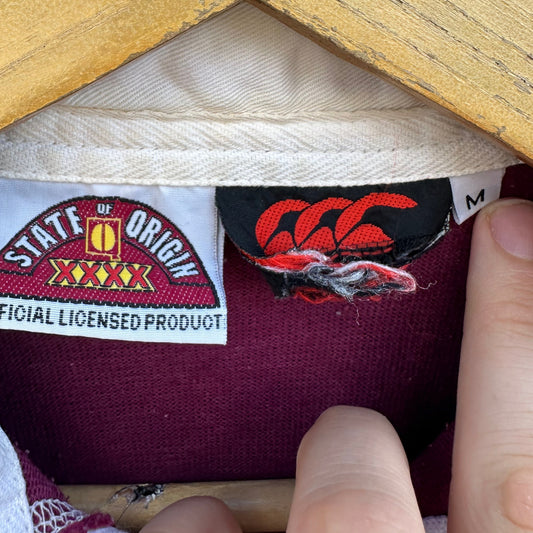 STATE OF ORIGIN
XXXX
FICIAL LICENSED PRODUCT
M